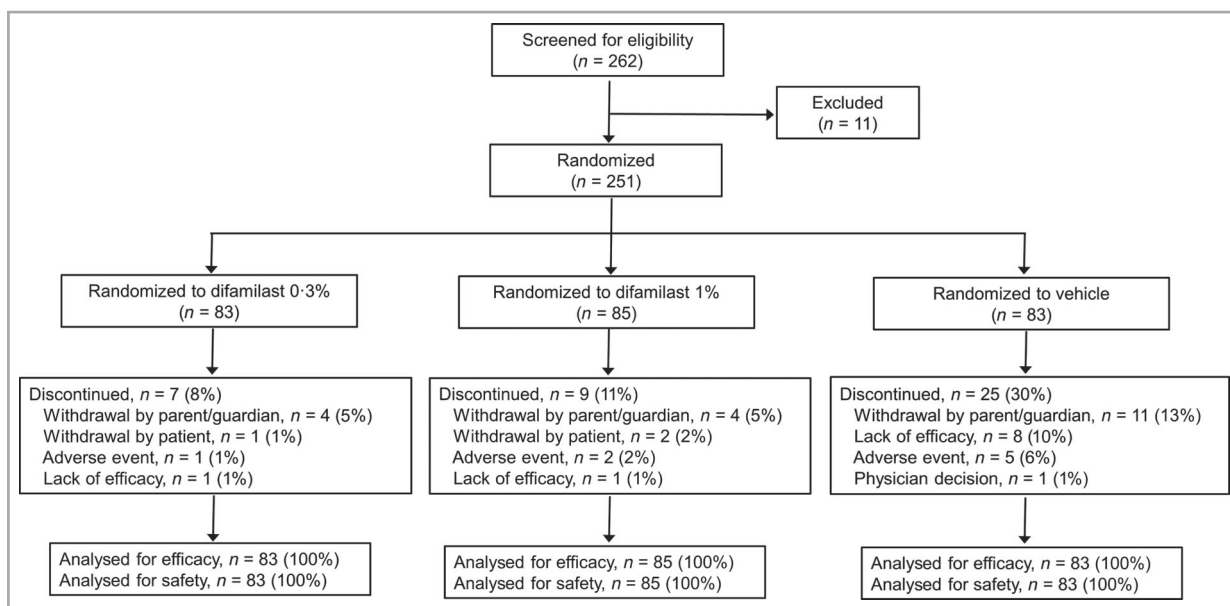 Screened for eligibility
(n = 262)
Excluded
(n = 11)
Randomized
(n = 251)
Randomized to difamilast 0·3%
(n = 83)
Randomized to difamilast 1%
(n = 85)
Randomized to vehicle
(n = 83)
Discontinued, n = 7 (8%)
Withdrawal by parent/guardian, n = 4 (5%)
Withdrawal by patient, n = 1 (1%)
Adverse event, n = 1 (1%)
Lack of efficacy, n = 1 (1%)
Discontinued, n = 9 (11%)
Withdrawal by parent/guardian, n = 4 (5%)
Withdrawal by patient, n = 2 (2%)
Adverse event, n = 2 (2%)
Lack of efficacy, n = 1 (1%)
Discontinued, n = 25 (30%)
Withdrawal by parent/guardian, n = 11 (13%)
Lack of efficacy, n = 8 (10%)
Adverse event, n = 5 (6%)
Physician decision, n = 1 (1%)
Analysed for efficacy, n = 83 (100%)
Analysed for safety, n = 83 (100%)
Analysed for efficacy, n = 85 (100%)
Analysed for safety, n = 85 (100%)
Analysed for efficacy, n = 83 (100%)
Analysed for safety, n = 83 (100%)